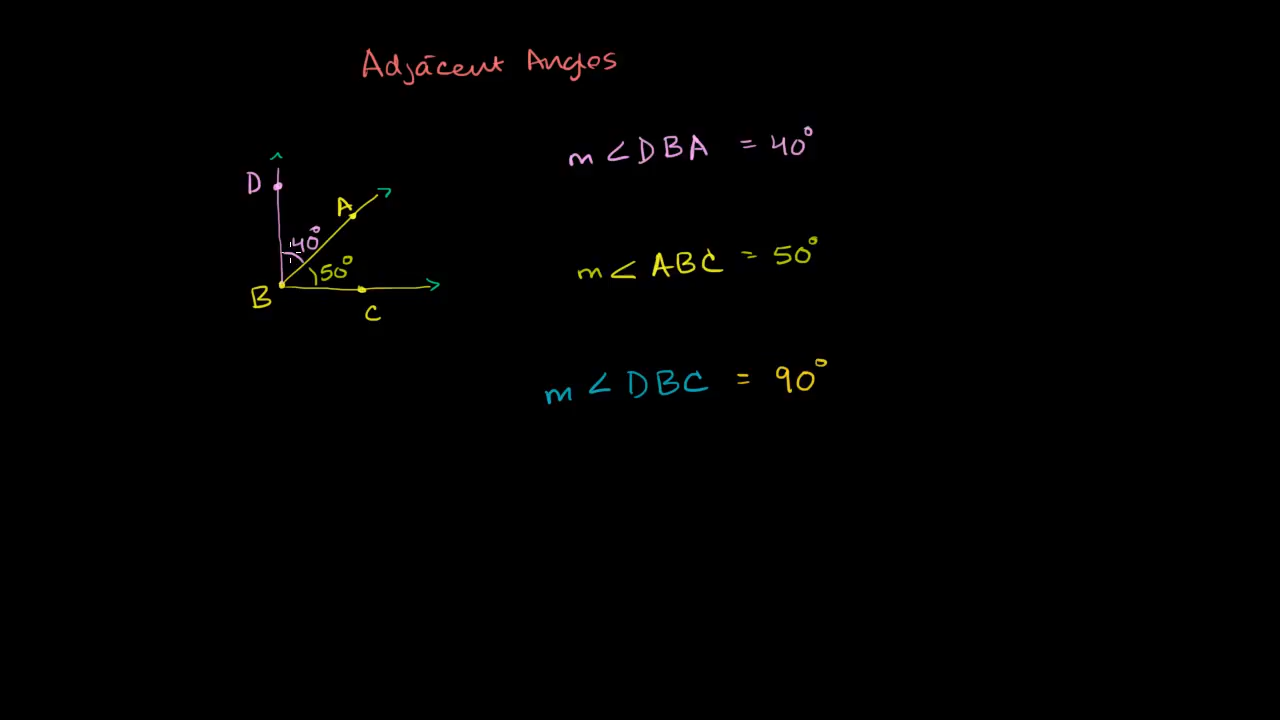 Adjacent Angles
m∠DBA = 40°
D
A
40°
50°
m∠ABC = 50°
B
C
m∠DBC = 90°